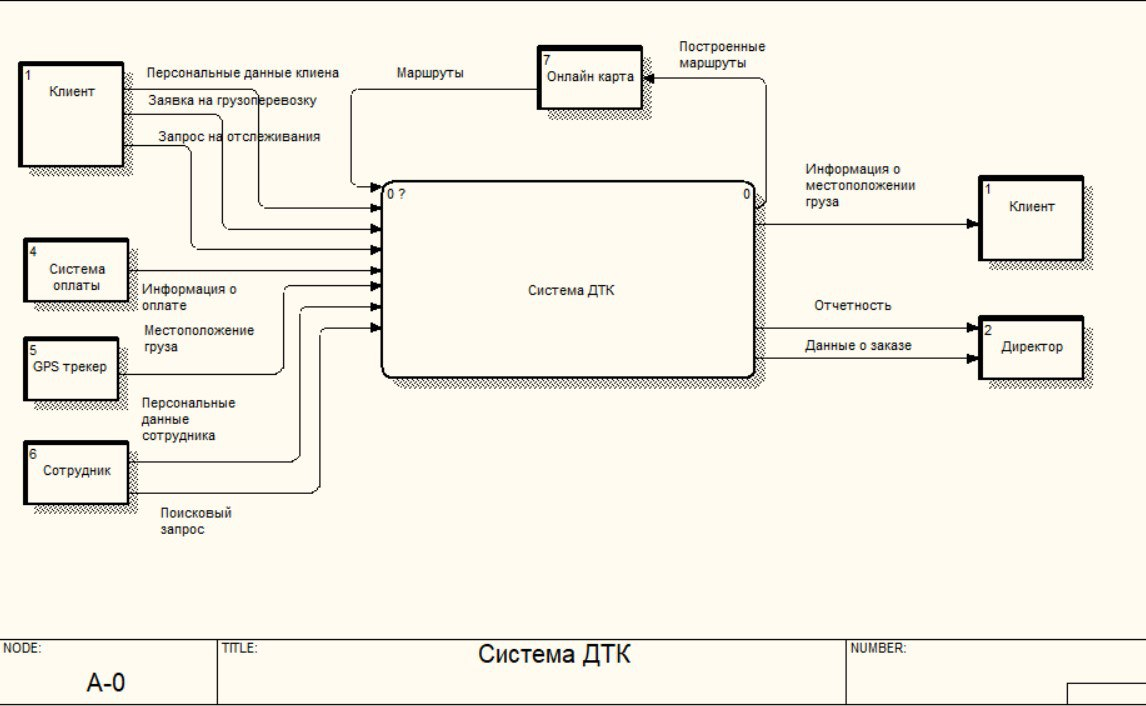 1
Клиент
Персональные данные клиена
Заявка на грузоперевозку
Запрос на отслеживания
Маршруты
7
Онлайн карта
Построенные
маршруты
0 ?
0
Система ДТК
Информация о
местоположении
груза
1
Клиент
4
Система
оплаты
Информация о
оплате
Местоположение
груза
5
GPS трекер
Персональные
данные
сотрудника
6
Сотрудник
Поисковый
запрос
Отчетность
Данные о заказе
2
Директор
NODE:
A-0
TITLE:
Система ДТК
NUMBER: